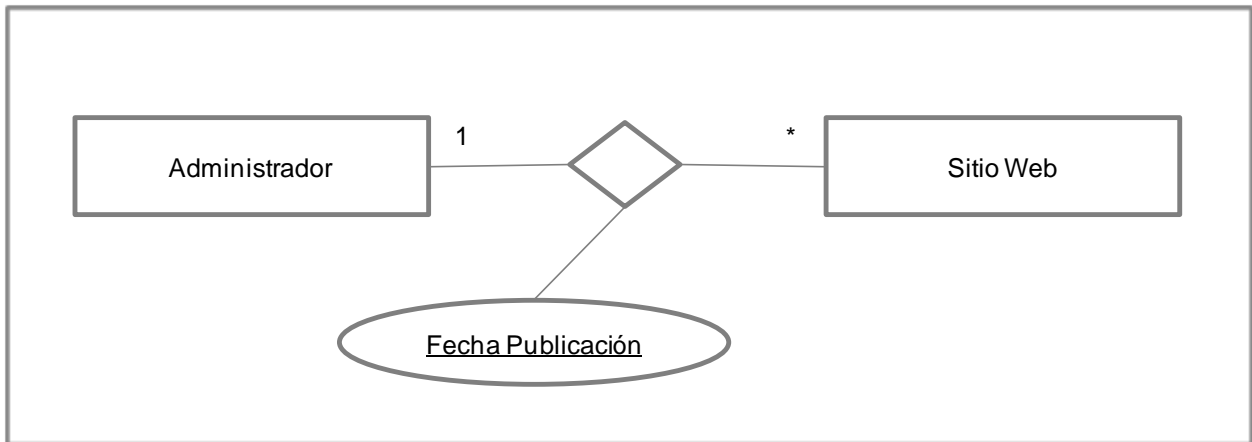 1
*
Administrador
Sitio Web
Fecha Publicación